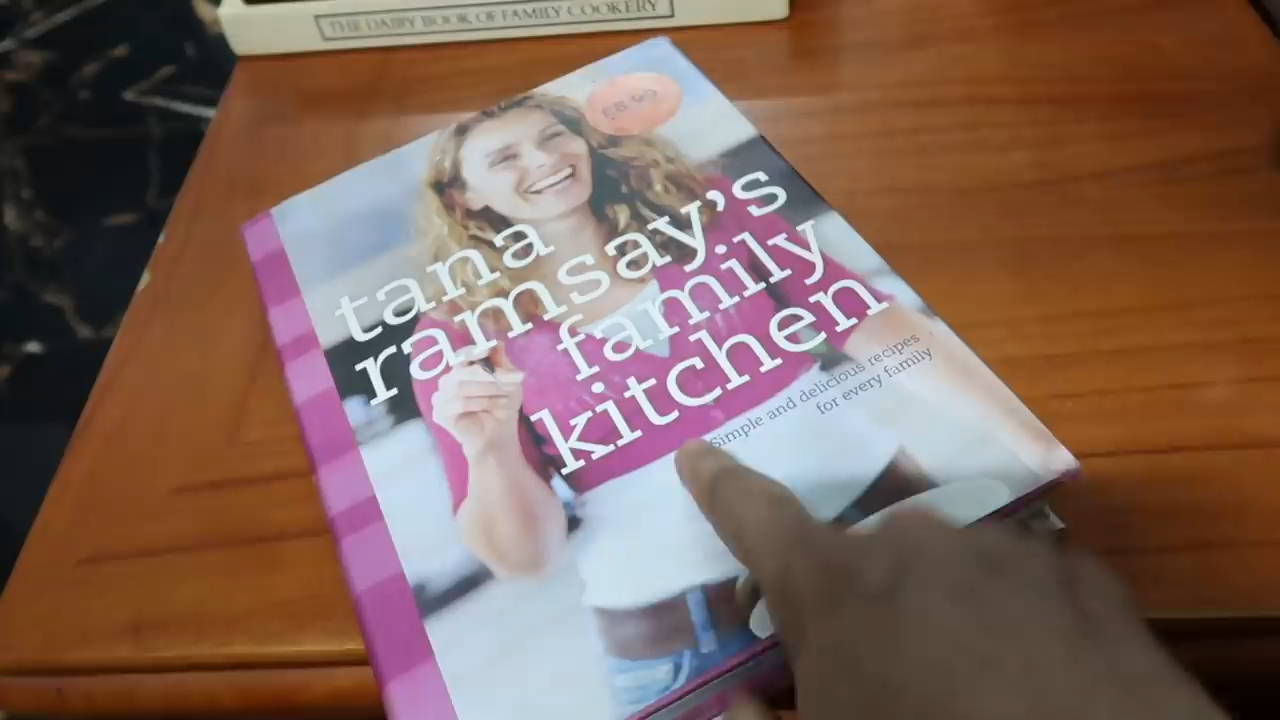 THE DAIRY BOOK OF FAMILY COOKERY
£8.99
tana
ramsay's
family
kitchen
Simple and delicious recipes
for every family